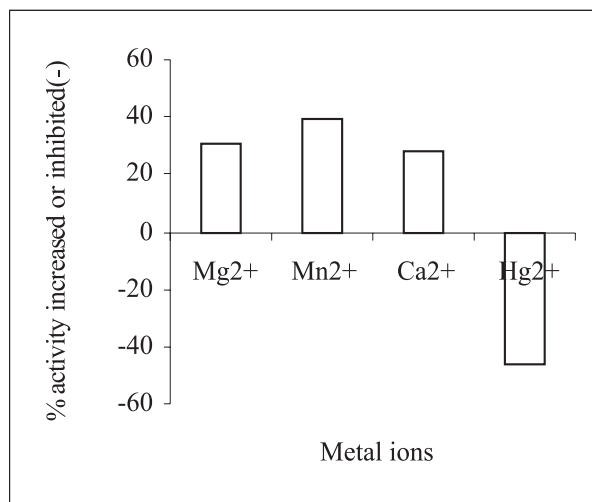 % activity increased or inhibited(-)
60
40
20
0
-20
-40
-60
Mg2+ Mn2+ Ca2+ Hg2+
Metal ions